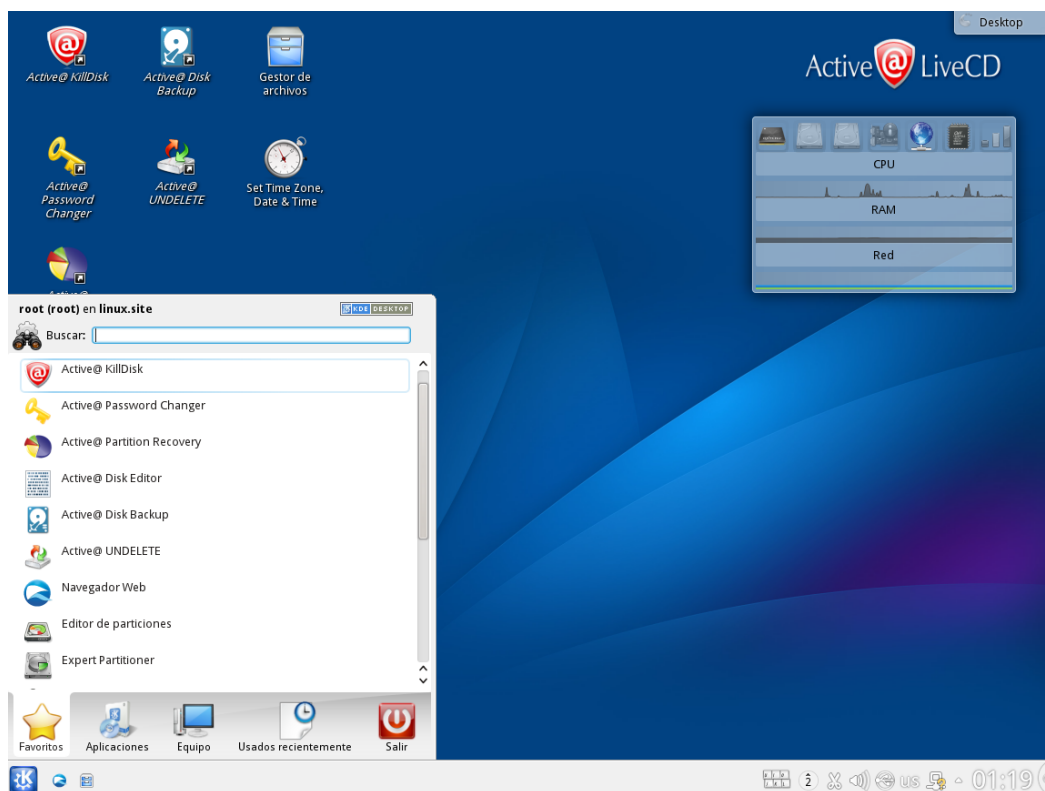 Desktop
Active@ LiveCD
Active@ KillDisk
Active@ Disk
Backup
Gestor de
archivos
Active@
Password
Changer
Active@
UNDELETE
Set Time Zone,
Date & Time
CPU
RAM
Red
root (root) en linux.site
KDE DESKTOP
Buscar:
Active@ KillDisk
Active@ Password Changer
Active@ Partition Recovery
Active@ Disk Editor
Active@ Disk Backup
Active@ UNDELETE
Navegador Web
Editor de particiones
Expert Partitioner
Favoritos
Aplicaciones
Equipo
Usados recientemente
Salir
2
us
01:19